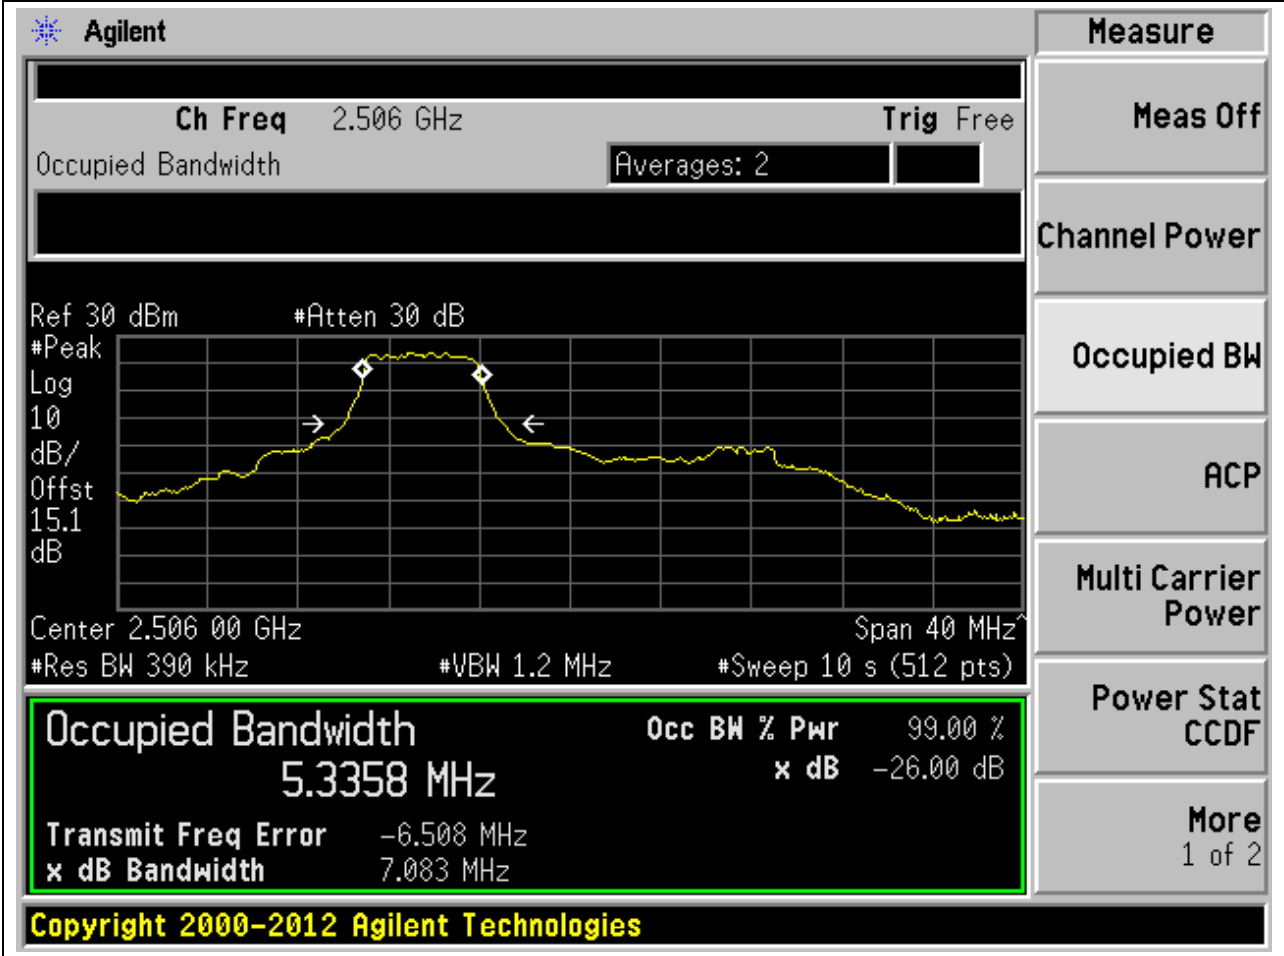 Agilent
Measure
Ch Freq 2.506 GHz Trig Free
Occupied Bandwidth Averages: 2
Meas Off
Channel Power
Occupied BW
ACP
Multi Carrier
Power
Power Stat
CCDF
More
1 of 2
Ref 30 dBm #Atten 30 dB
#Peak
Log
10
dB/
Offst
15.1
dB
Center 2.506 00 GHz Span 40 MHz^
#Res BW 390 kHz #VBW 1.2 MHz #Sweep 10 s (512 pts)
Occupied Bandwidth Occ BW % Pwr 99.00 %
5.3358 MHz x dB -26.00 dB
Transmit Freq Error -6.508 MHz
x dB Bandwidth 7.083 MHz
Copyright 2000-2012 Agilent Technologies